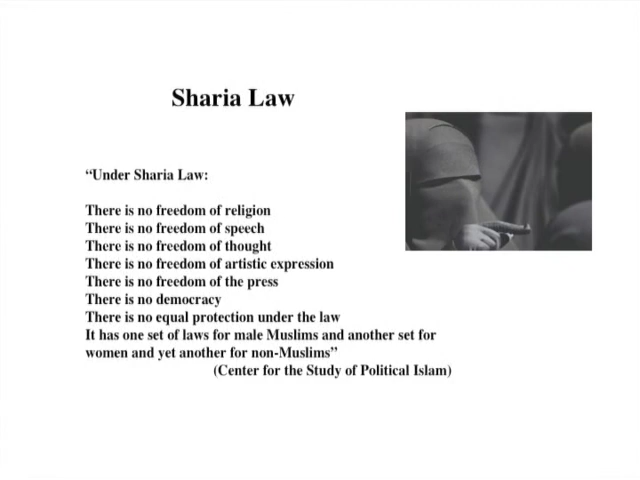 Sharia Law
“Under Sharia Law:
There is no freedom of religion
There is no freedom of speech
There is no freedom of thought
There is no freedom of artistic expression
There is no freedom of the press
There is no democracy
There is no equal protection under the law
It has one set of laws for male Muslims and another set for
women and yet another for non-Muslims”
(Center for the Study of Political Islam)